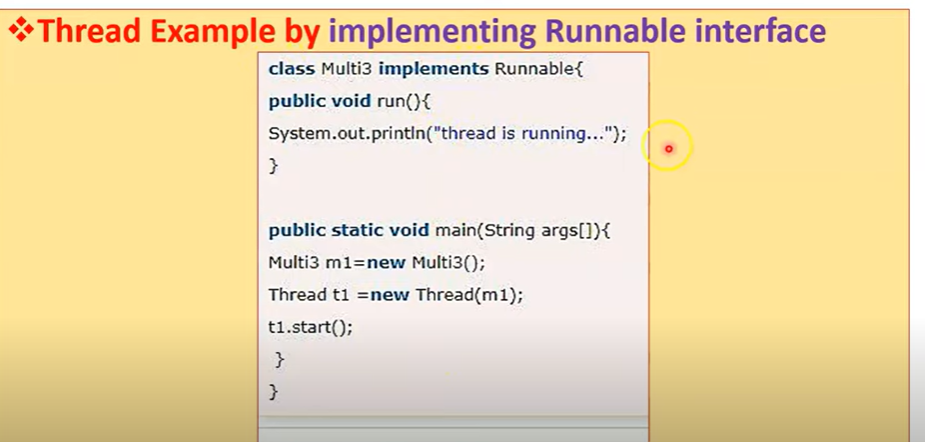 ❖Thread Example by implementing Runnable interface
class Multi3 implements Runnable{
public void run(){
System.out.println("thread is running...");
}
public static void main(String args[]){
Multi3 m1=new Multi3();
Thread t1 =new Thread(m1);
t1.start();
}
}